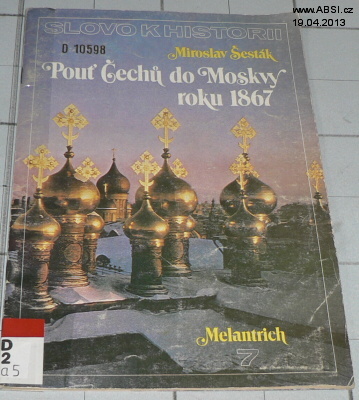 www.ABSI.cz
19.04.2013
SLOVO K HISTORII
D 10598
Miroslav Šesták
Pouť Čechů do Moskvy
roku 1867
Melantrich
7
D
2
a5